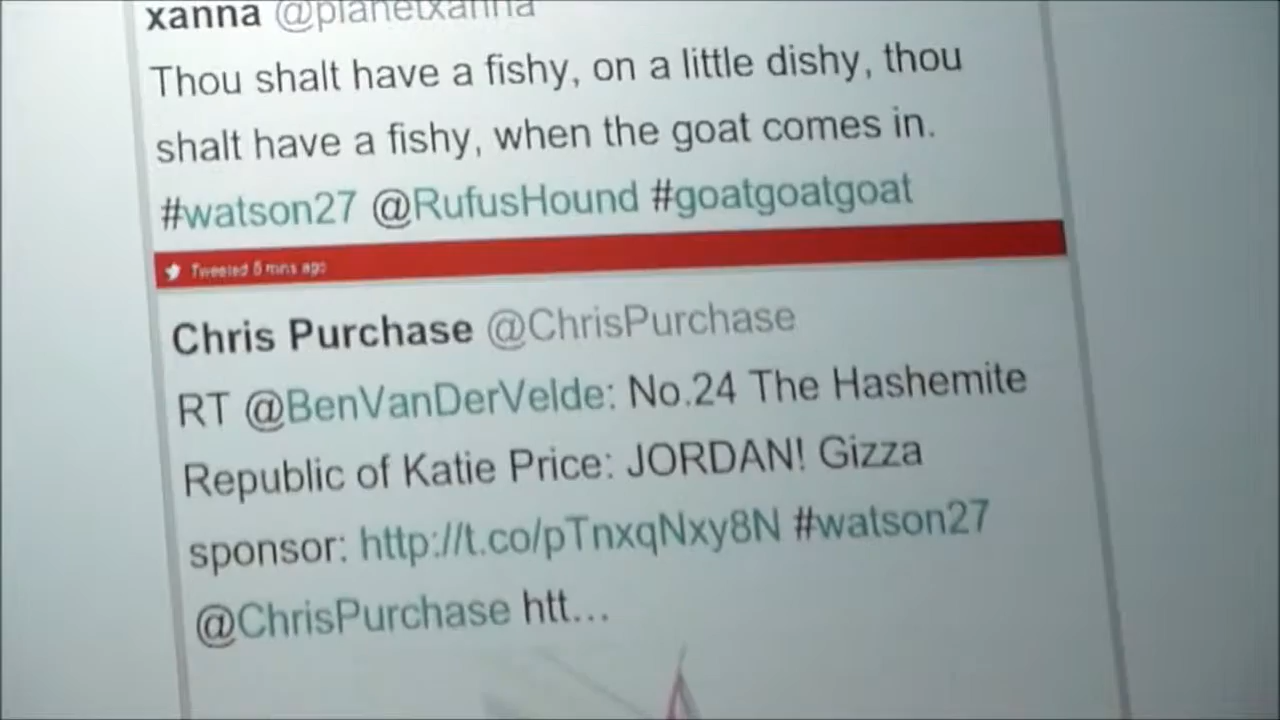 xanna @planetxanna
Thou shalt have a fishy, on a little dishy, thou
shalt have a fishy, when the goat comes in.
#watson27 @RufusHound #goatgoatgoat
Tweeted 5 mins ago
Chris Purchase @ChrisPurchase
RT @BenVanDerVelde: No.24 The Hashemite
Republic of Katie Price: JORDAN! Gizza
sponsor: http://t.co/pTnxqNxy8N #watson27
@ChrisPurchase htt...